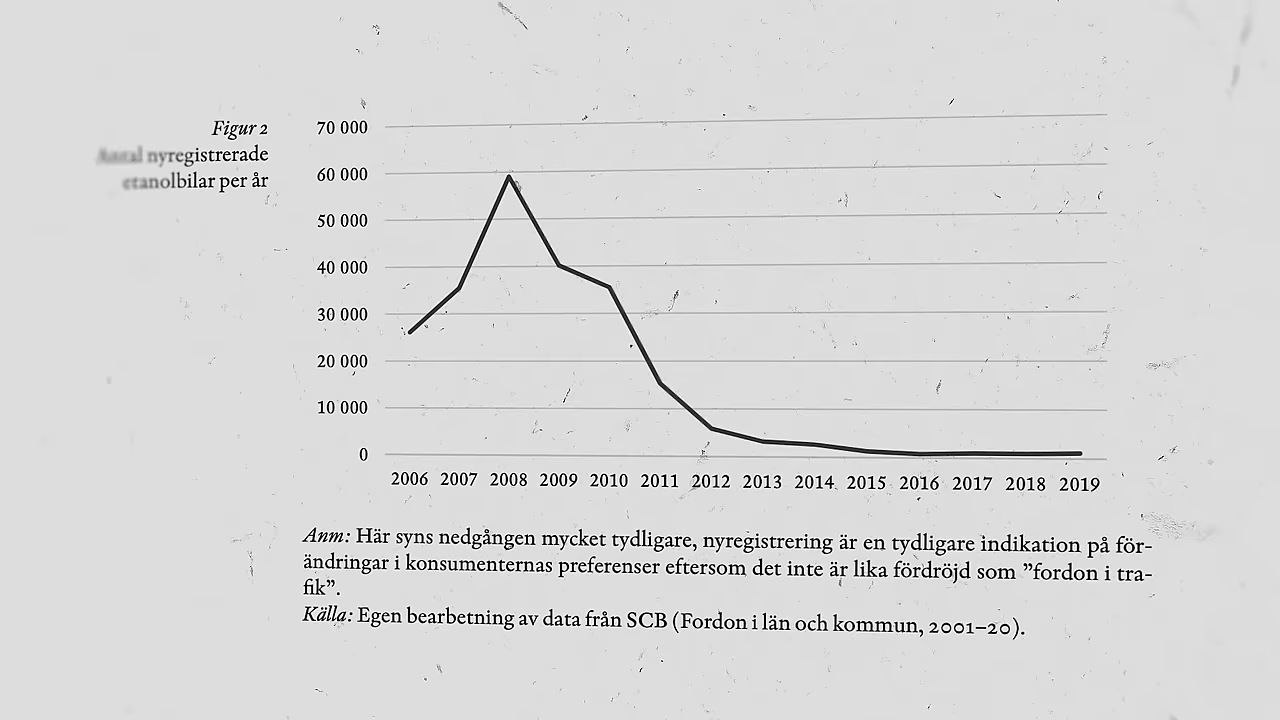 Figur 2
Antal nyregistrerade
etanolbilar per år
70 000
60 000
50 000
40 000
30 000
20 000
10 000
0
2006 2007 2008 2009 2010 2011 2012 2013 2014 2015 2016 2017 2018 2019
Anm: Här syns nedgången mycket tydligare, nyregistrering är en tydligare indikation på för-
ändringar i konsumenternas preferenser eftersom det inte är lika fördröjd som ”fordon i tra-
fik”.
Källa: Egen bearbetning av data från SCB (Fordon i län och kommun, 2001–20).